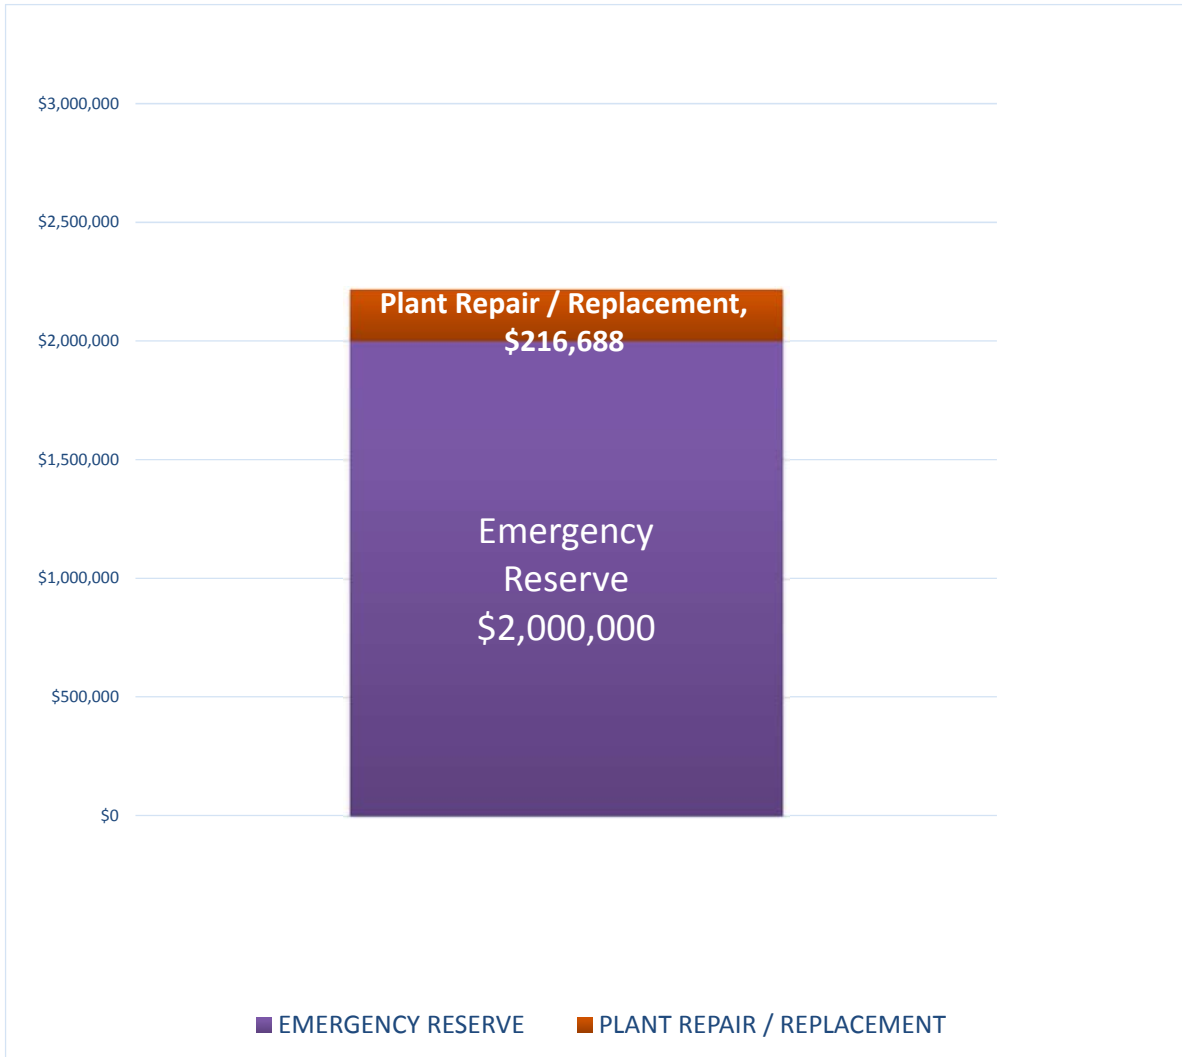 $3,000,000
$2,500,000
$2,000,000
$1,500,000
$1,000,000
$500,000
$0
Plant Repair / Replacement,
$216,688
Emergency
Reserve
$2,000,000
EMERGENCY RESERVE
PLANT REPAIR / REPLACEMENT